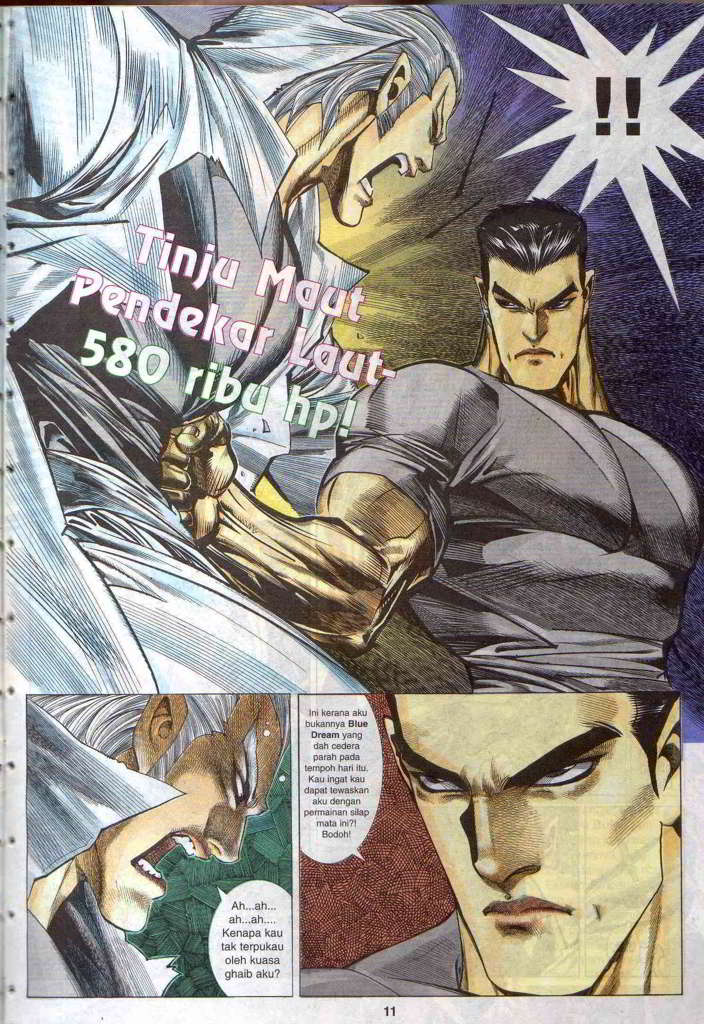 !!
Tinju Maut
Pendekar Laut-
580 ribu hp!
Ah...ah...
ah...ah....
Kenapa kau
tak terpukau
oleh kuasa
ghaib aku?
Ini kerana aku
bukannya Blue
Dream yang
dah cedera
parah pada
tempoh hari itu.
Kau ingat kau
dapat tewaskan
aku dengan
permainan silap
mata ini?!
Bodoh!
11